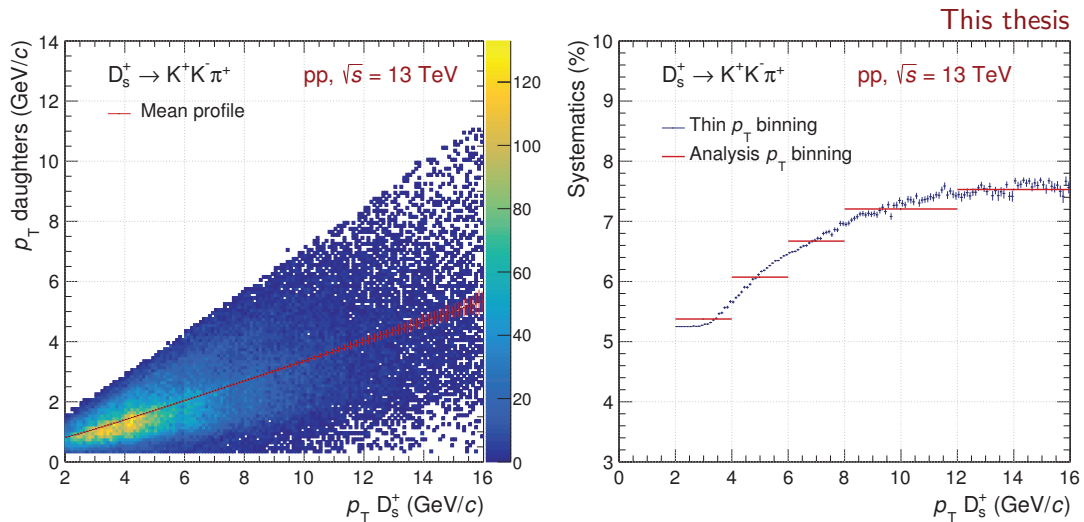 This thesis
p_T daughters (GeV/c)
14
12
10
8
6
4
2
0
D_s^+ → K^+K^-π^+
pp, √s = 13 TeV
Mean profile
120
100
80
60
40
20
0
2 4 6 8 10 12 14 16
p_T D_s^+ (GeV/c)
Systematics (%)
10
9
8
7
6
5
4
3
D_s^+ → K^+K^-π^+
pp, √s = 13 TeV
Thin p_T binning
Analysis p_T binning
0 2 4 6 8 10 12 14 16
p_T D_s^+ (GeV/c)